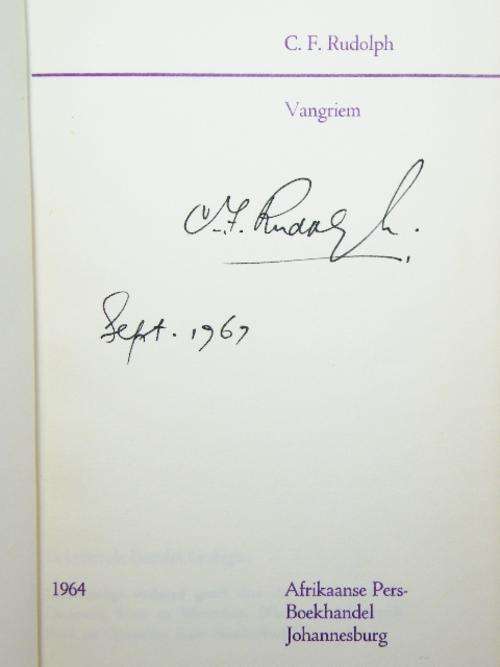 C. F. Rudolph
Vangriem
C.F. Rudolph.
Sept. 1967
1964
Afrikaanse Pers-
Boekhandel
Johannesburg